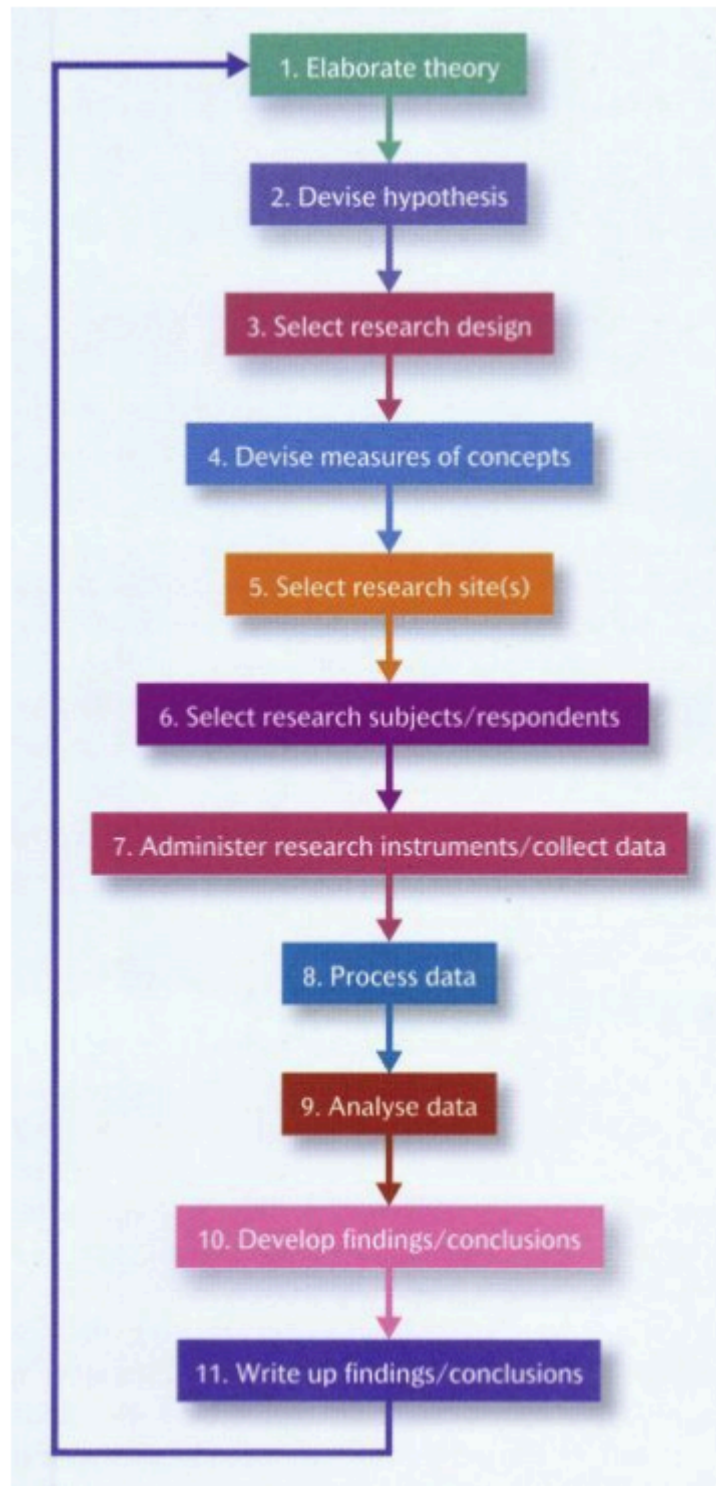 1. Elaborate theory
2. Devise hypothesis
3. Select research design
4. Devise measures of concepts
5. Select research site(s)
6. Select research subjects/respondents
7. Administer research instruments/collect data
8. Process data
9. Analyse data
10. Develop findings/conclusions
11. Write up findings/conclusions